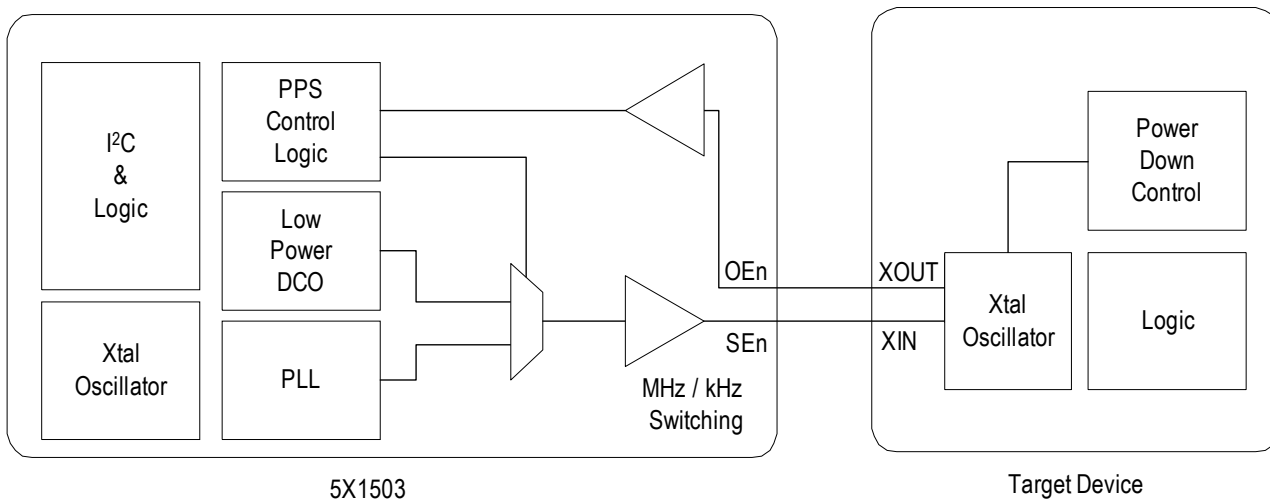 I²C
&
Logic
Xtal
Oscillator
PPS
Control
Logic
Low
Power
DCO
PLL
OEn
SEn
MHz / kHz
Switching
5X1503
XOUT
XIN
Xtal
Oscillator
Power
Down
Control
Logic
Target Device